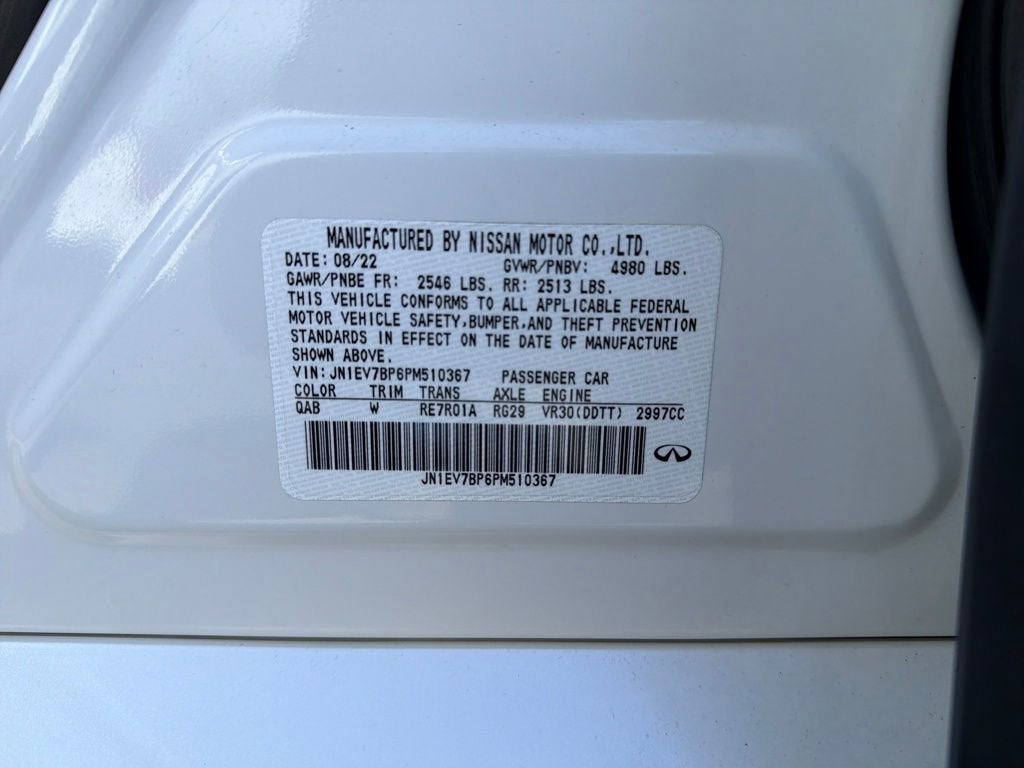 MANUFACTURED BY NISSAN MOTOR CO.,LTD.
DATE: 08/22 GVWR/PNBV: 4980 LBS.
GAWR/PNBE FR: 2546 LBS. RR: 2513 LBS.
THIS VEHICLE CONFORMS TO ALL APPLICABLE FEDERAL
MOTOR VEHICLE SAFETY,BUMPER,AND THEFT PREVENTION
STANDARDS IN EFFECT ON THE DATE OF MANUFACTURE
SHOWN ABOVE.
VIN:JN1EV7BP6PM510367 PASSENGER CAR
COLOR TRIM TRANS AXLE ENGINE
QAB W RE7R01A RG29 VR30(DDTT) 2997CC
JN1EV7BP6PM510367